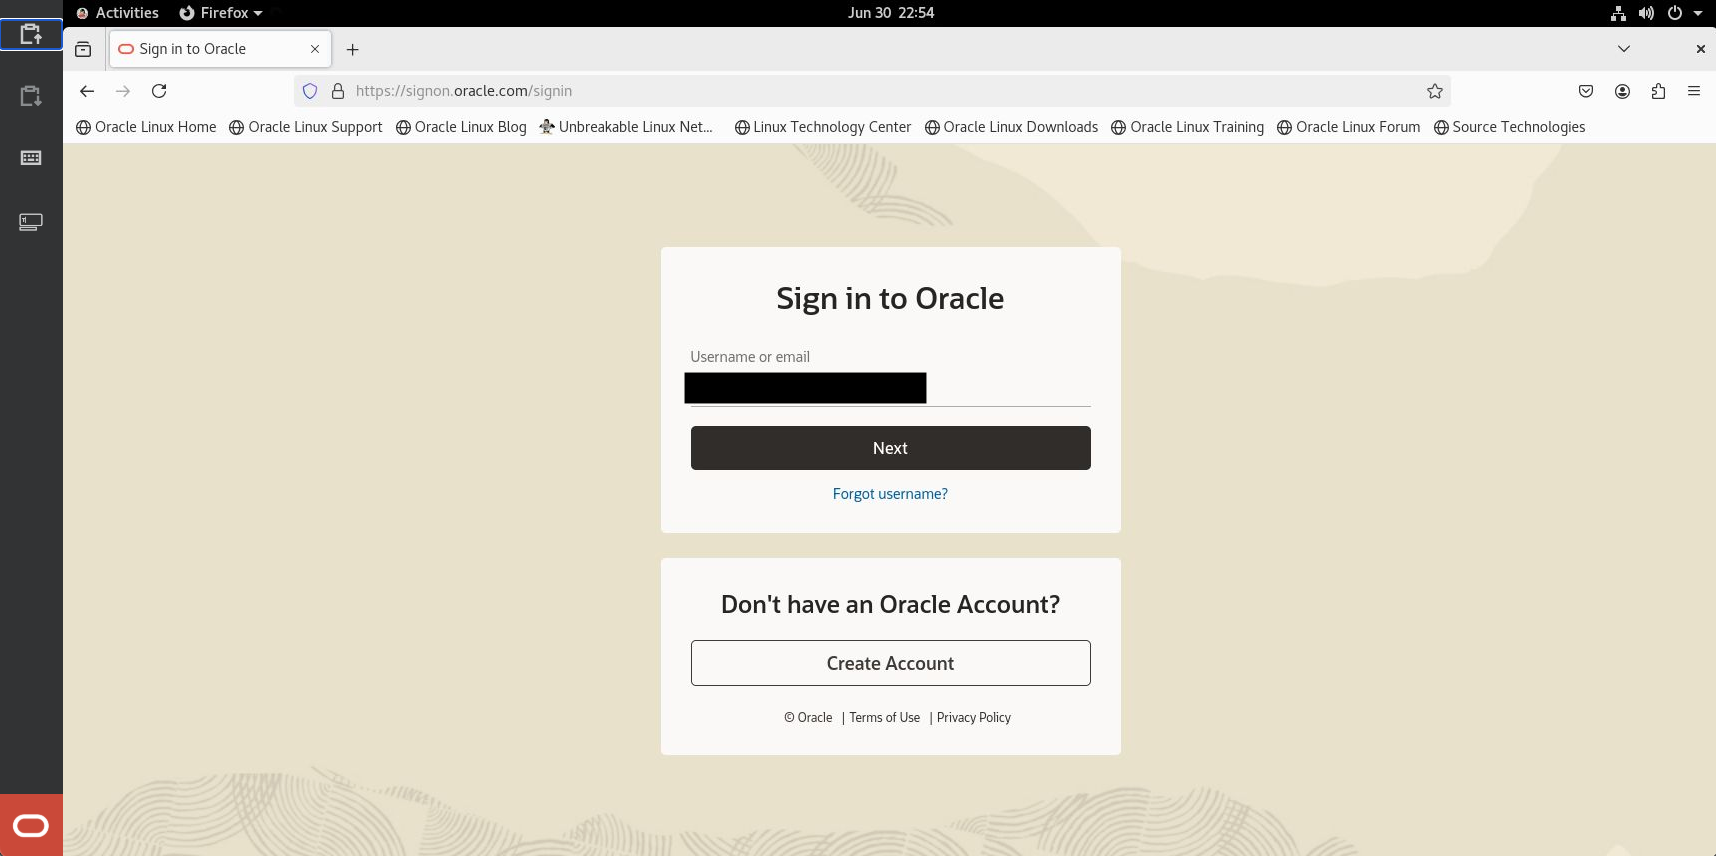 Activities Firefox Jun 30 22:54
Sign in to Oracle
https://signon.oracle.com/signin
Oracle Linux Home Oracle Linux Support Oracle Linux Blog Unbreakable Linux Net... Linux Technology Center Oracle Linux Downloads Oracle Linux Training Oracle Linux Forum Source Technologies
Sign in to Oracle
Username or email
Next
Forgot username?
Don't have an Oracle Account?
Create Account
© Oracle | Terms of Use | Privacy Policy